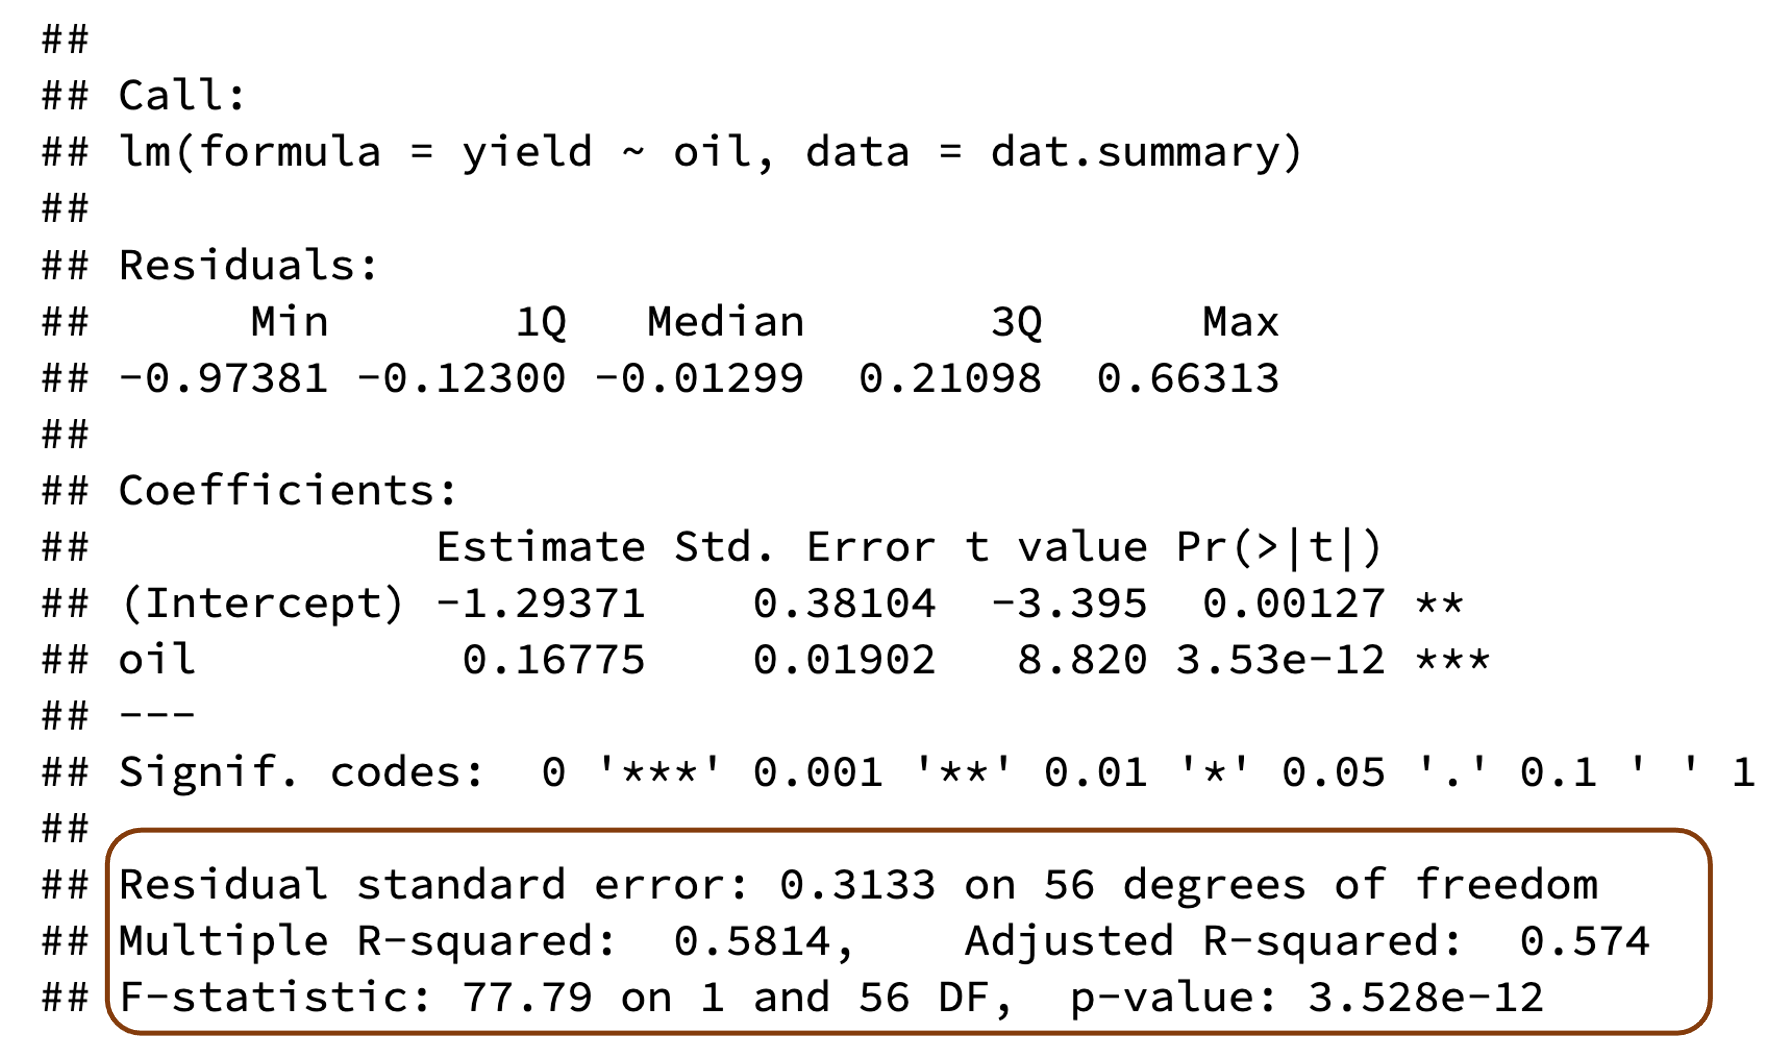 ##
## Call:
## lm(formula = yield ~ oil, data = dat.summary)
##
## Residuals:
##      Min       1Q   Median       3Q      Max
## -0.97381 -0.12300 -0.01299  0.21098  0.66313
##
## Coefficients:
##             Estimate Std. Error t value Pr(>|t|)
## (Intercept) -1.29371    0.38104  -3.395  0.00127 **
## oil          0.16775    0.01902   8.820 3.53e-12 ***
## ---
## Signif. codes:  0 '***' 0.001 '**' 0.01 '*' 0.05 '.' 0.1 ' ' 1
##
## Residual standard error: 0.3133 on 56 degrees of freedom
## Multiple R-squared:  0.5814,    Adjusted R-squared:  0.574
## F-statistic: 77.79 on 1 and 56 DF,  p-value: 3.528e-12